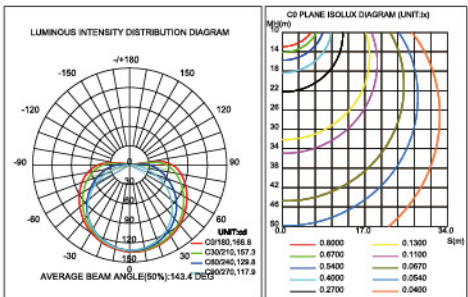 LUMINOUS INTENSITY DISTRIBUTION DIAGRAM
-/+180
-150 150
-120 120
-90 0 90
30
-60 60 60
90
120
150
-30 0 30
UNIT:cd
C0/180,166.8
C30/210,157.3
C60/240,129.8
C90/270,117.9
AVERAGE BEAM ANGLE(50%):143.4 DEG
C0 PLANE ISOLUX DIAGRAM (UNIT:lx)
MH(m)
10
14
18
22
26
30
34
38
42
46
50
0.0 17.0 34.0
S(m)
0.8000 0.1300
0.6700 0.1100
0.5400 0.0670
0.4000 0.0540
0.2700 0.0400